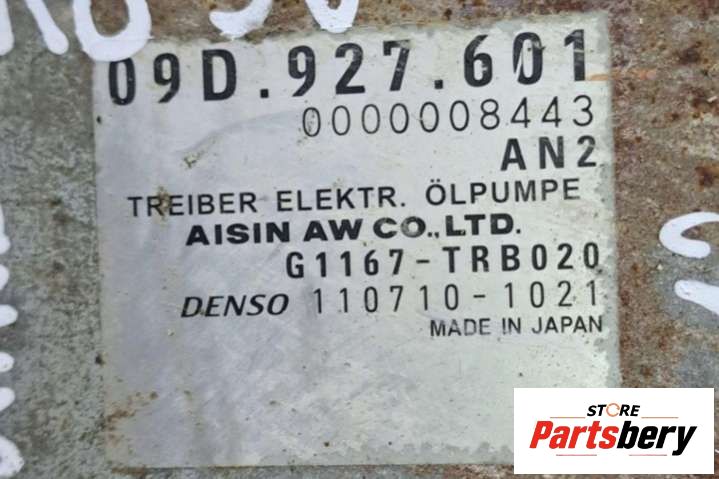 09D.927.601
0000008443
AN2
TREIBER ELEKTR. ÖLPUMPE
AISIN AW CO.,LTD.
G1167-TRB020
DENSO 110710-1021
MADE IN JAPAN
STORE
Partsbery